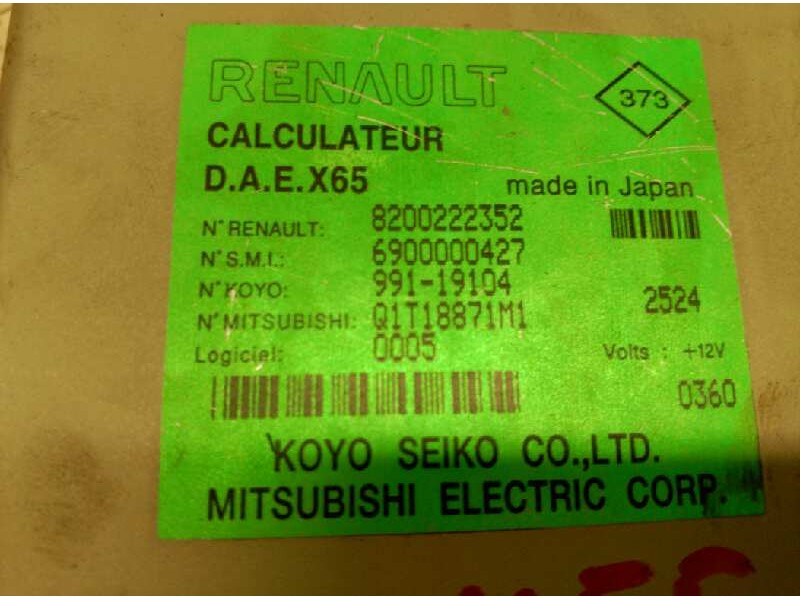 RENAULT
373
CALCULATEUR
D.A.E.X65
made in Japan
N° RENAULT: 8200222352
N° S.M.I.: 6900000427
N° KOYO: 991-19104
2524
N° MITSUBISHI: Q1T18871M1
Logiciel: 0005
Volts : +12V
0360
KOYO SEIKO CO.,LTD.
MITSUBISHI ELECTRIC CORP.